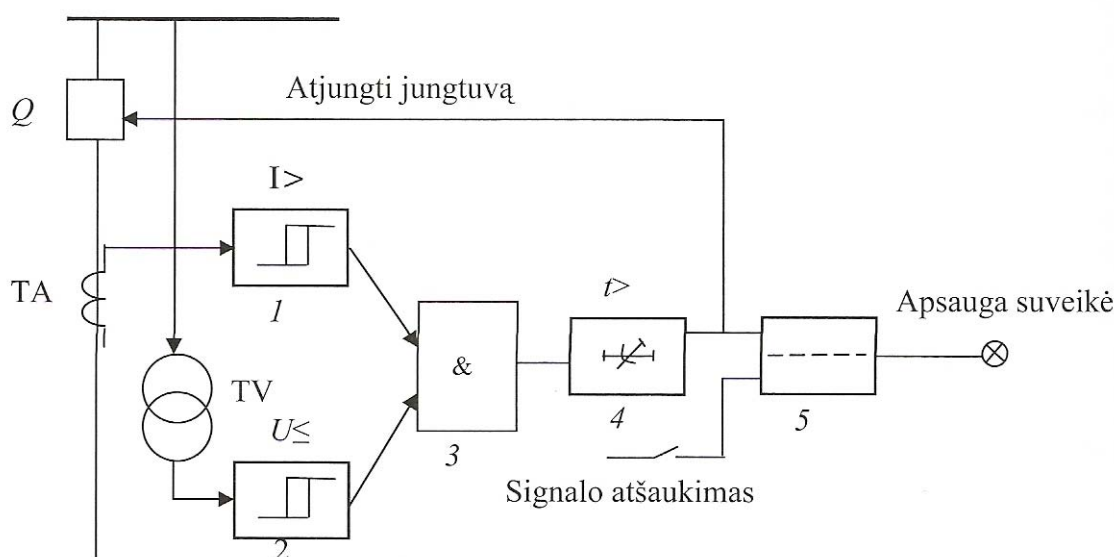 Atjungti jungtuvą
Q
I>
1
TA
t>
Apsauga suveikė
&
TV
U≤
4
5
3
Signalo atšaukimas
2